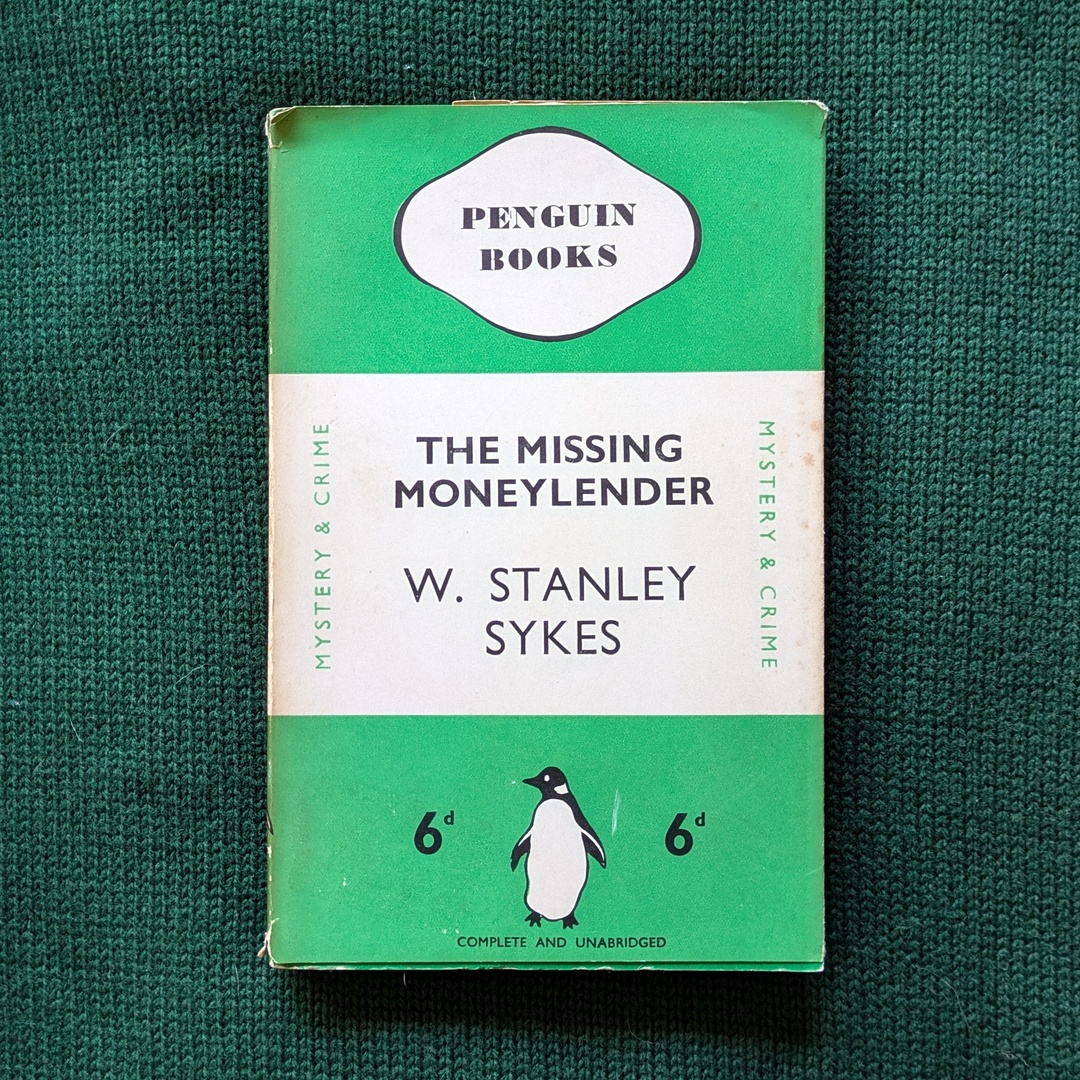 PENGUIN
BOOKS
MYSTERY & CRIME
THE MISSING
MONEYLENDER
W. STANLEY
SYKES
MYSTERY & CRIME
6d
6d
COMPLETE AND UNABRIDGED